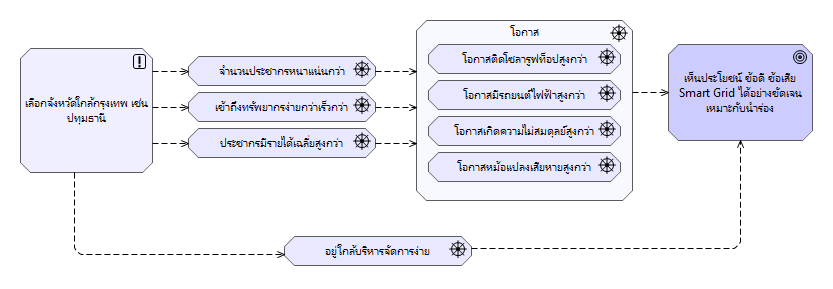 เลือกจังหวัดใกล้กรุงเทพ เช่น
ปทุมธานี
จำนวนประชากรหนาแน่นกว่า
เข้าถึงทรัพยากรง่ายกว่าเร็วกว่า
ประชากรมีรายได้เฉลี่ยสูงกว่า
โอกาส
โอกาสติดโซลารูฟท็อปสูงกว่า
โอกาสมีรถยนต์ไฟฟ้าสูงกว่า
โอกาสเกิดความไม่สมดุลย์สูงกว่า
โอกาสหม้อแปลงเสียหายสูงกว่า
เห็นประโยชน์ ข้อดี ข้อเสีย
Smart Grid ได้อย่างชัดเจน
เหมาะกับนำร่อง
อยู่ใกล้บริหารจัดการง่าย